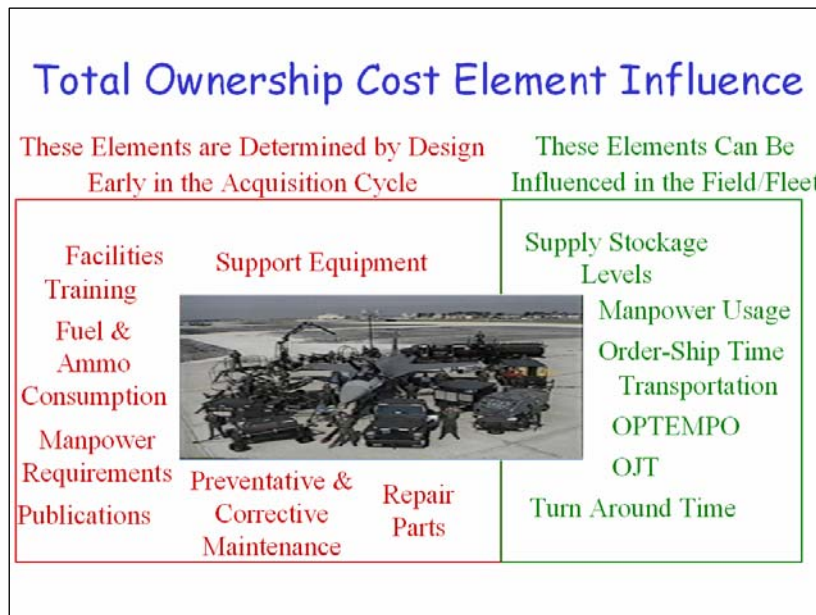 Total Ownership Cost Element Influence
These Elements are Determined by Design
Early in the Acquisition Cycle
These Elements Can Be
Influenced in the Field/Fleet
Facilities
Training
Support Equipment
Fuel &
Ammo
Consumption
Manpower
Requirements
Publications
Preventative &
Corrective
Maintenance
Repair
Parts
Supply Stockage
Levels
Manpower Usage
Order-Ship Time
Transportation
OPTEMPO
OJT
Turn Around Time